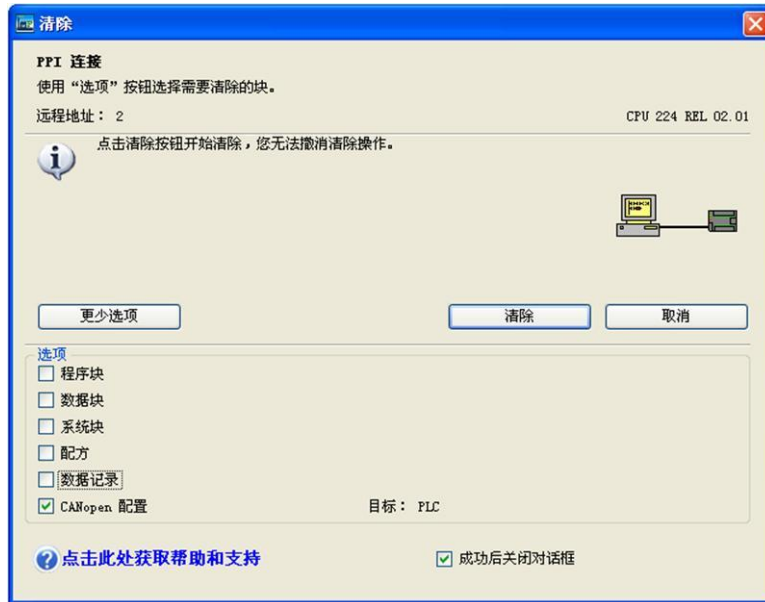 清除
PPI 连接
使用“选项”按钮选择需要清除的块。
远程地址： 2 CPU 224 REL 02.01
点击清除按钮开始清除，您无法撤消清除操作。
更少选项 清除 取消
选项
程序块
数据块
系统块
配方
数据记录
CANopen 配置 目标： PLC
点击此处获取帮助和支持 成功后关闭对话框